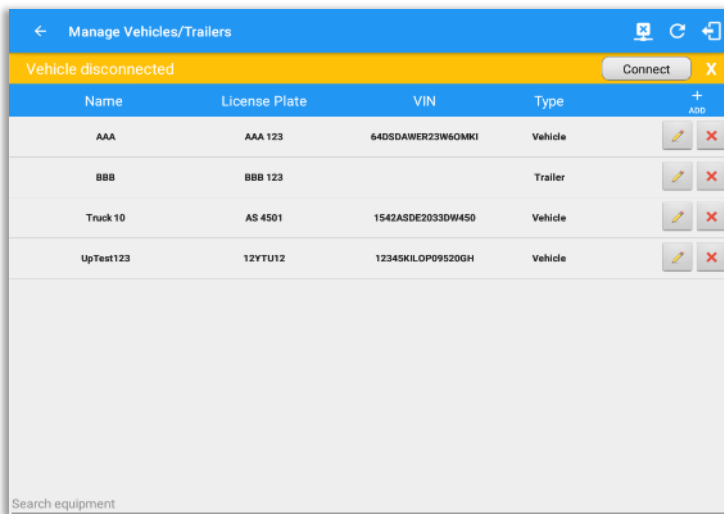 Manage Vehicles/Trailers
Vehicle disconnected Connect X
Name License Plate VIN Type + ADD
AAA AAA 123 64DSDAWER23W6OMKI Vehicle
BBB BBB 123 Trailer
Truck 10 AS 4501 1542ASDE2033DW450 Vehicle
UpTest123 12YTU12 12345KILOP09520GH Vehicle
Search equipment